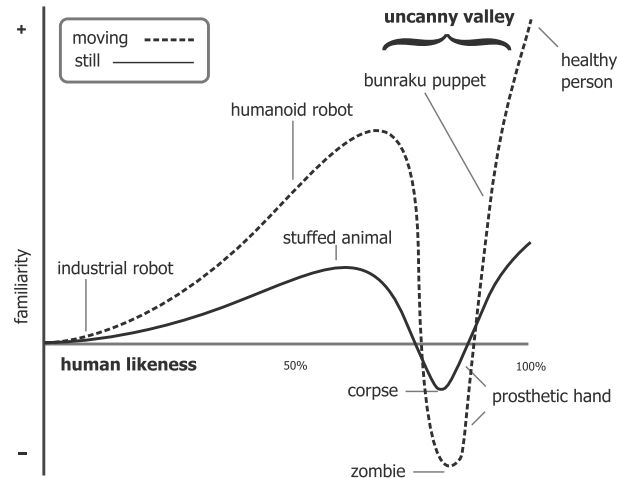 +
uncanny valley
moving
still
healthy
person
bunraku puppet
humanoid robot
stuffed animal
industrial robot
familiarity
human likeness
50%
100%
corpse
prosthetic hand
–
zombie